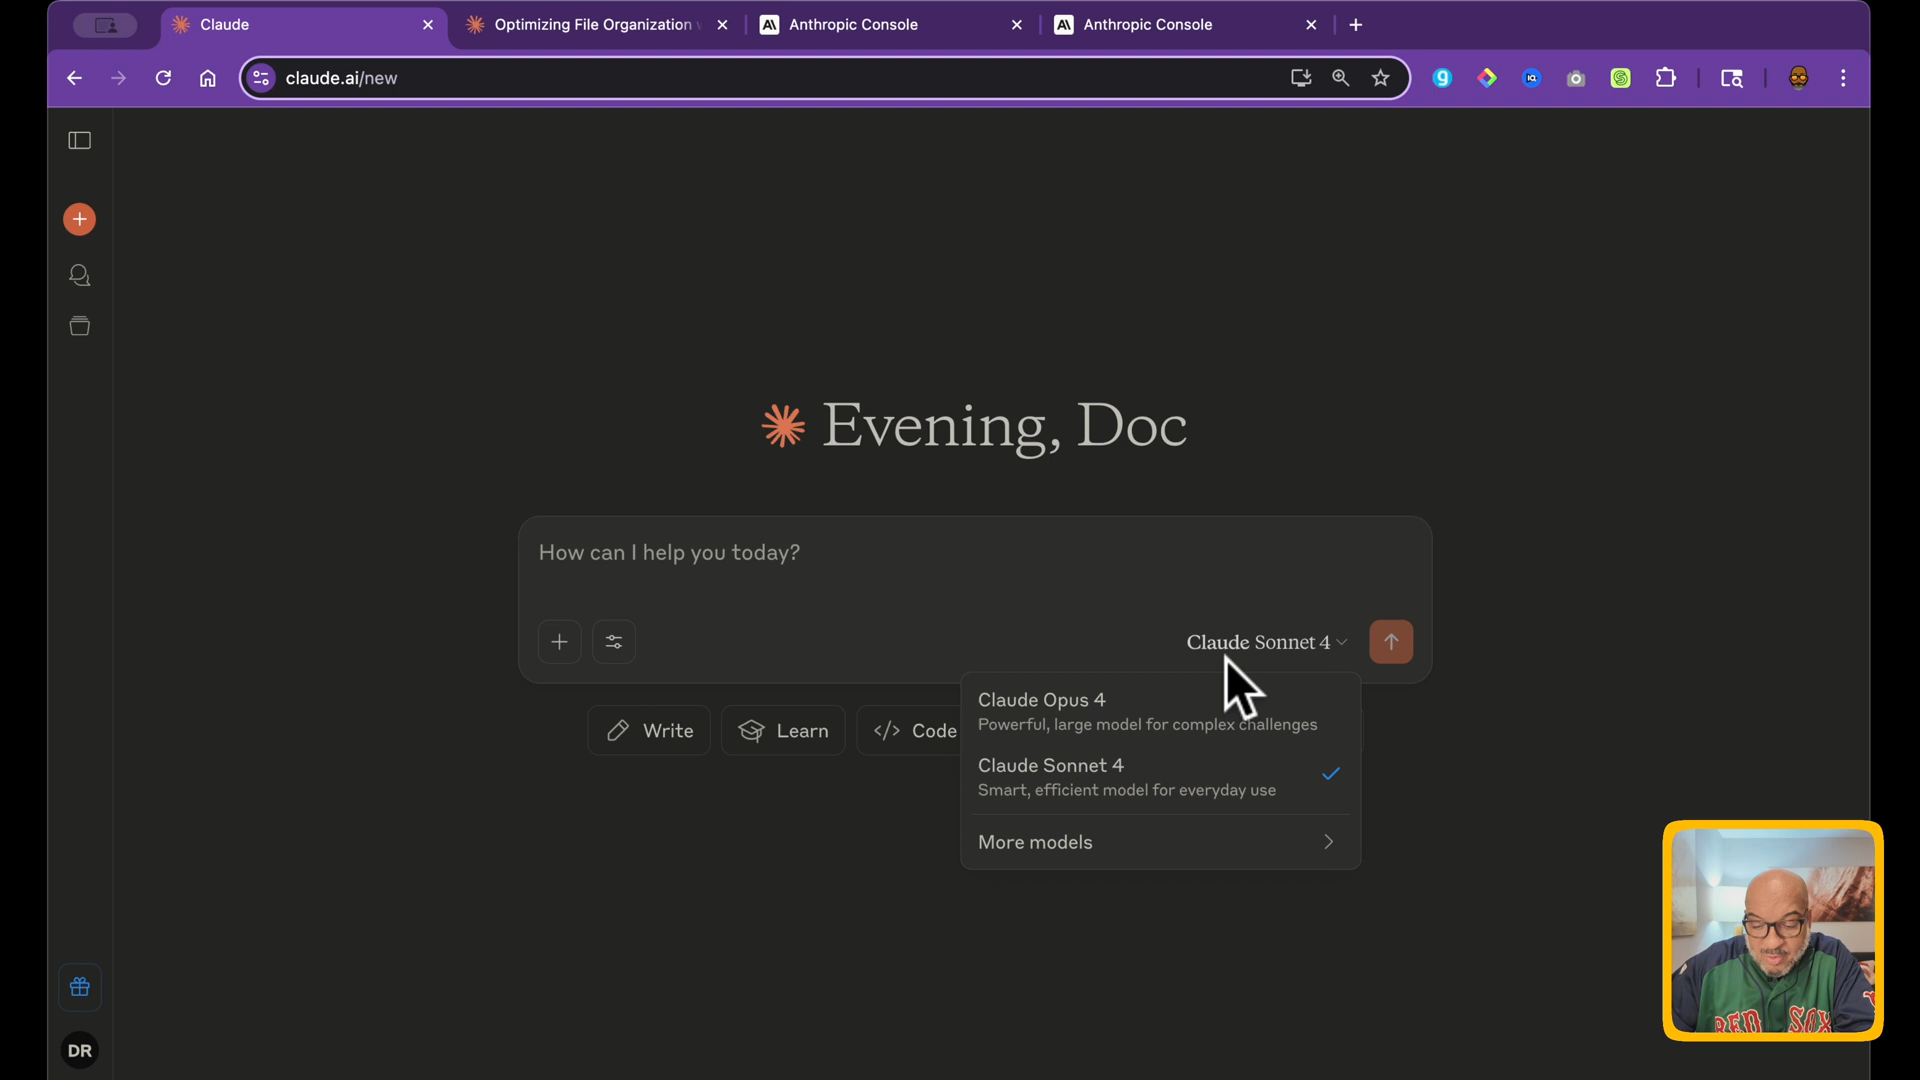 Claude
Optimizing File Organization
Anthropic Console
Anthropic Console
claude.ai/new
Evening, Doc
How can I help you today?
Claude Sonnet 4
Claude Opus 4
Powerful, large model for complex challenges
Write
Learn
Code
Claude Sonnet 4
Smart, efficient model for everyday use
More models
RED SOX
DR